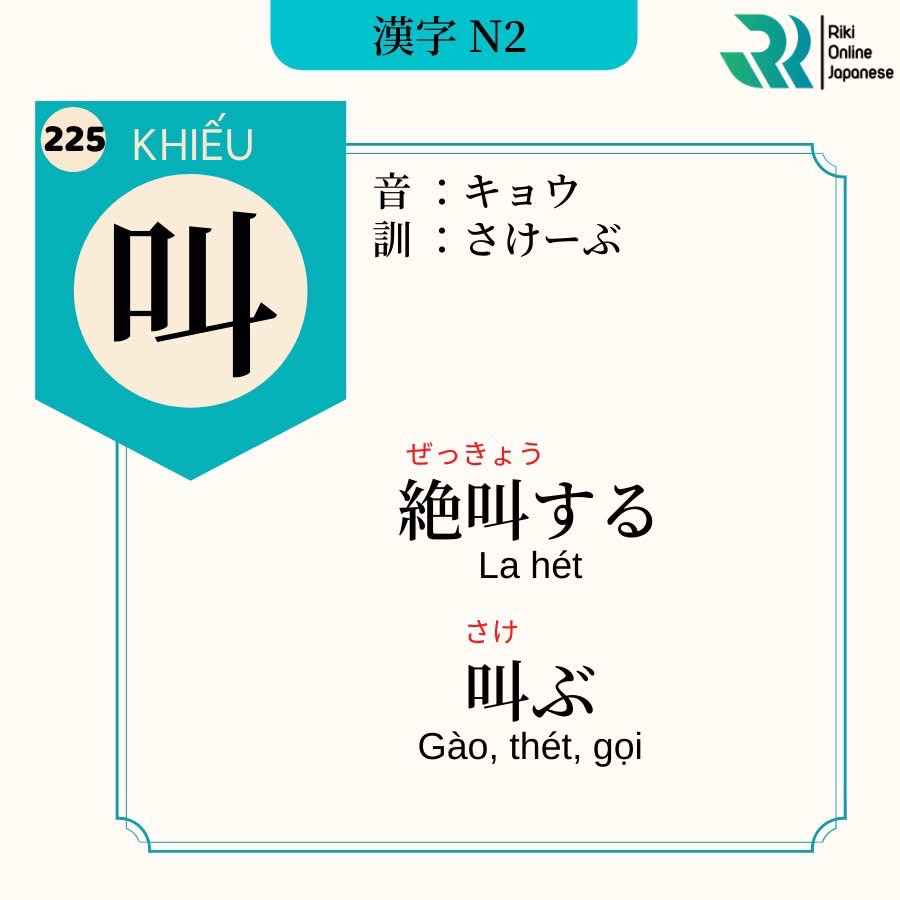 漢字 N2
Riki
Online
Japanese
225
KHIẾU
叫
音 ：キョウ
訓 ：さけーぶ
ぜっきょう
絶叫する
La hét
さけ
叫ぶ
Gào, thét, gọi